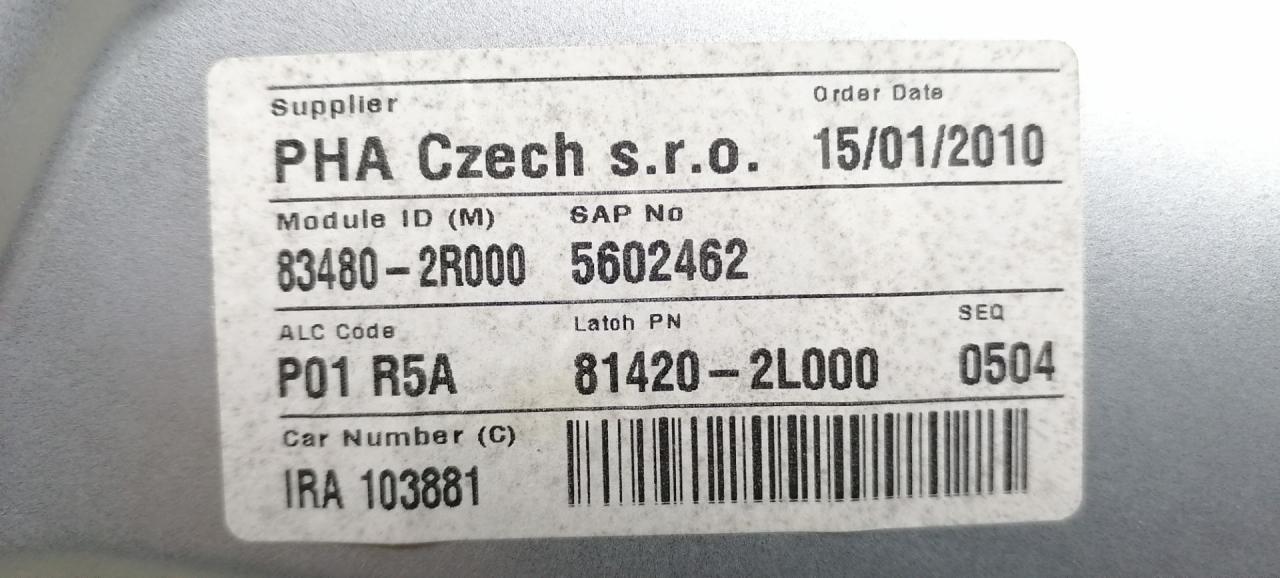 Supplier Order Date
PHA Czech s.r.o. 15/01/2010
Module ID (M) SAP No
83480-2R000 5602462
ALC Code Latch PN SEQ
P01 R5A 81420-2L000 0504
Car Number (C)
IRA 103881